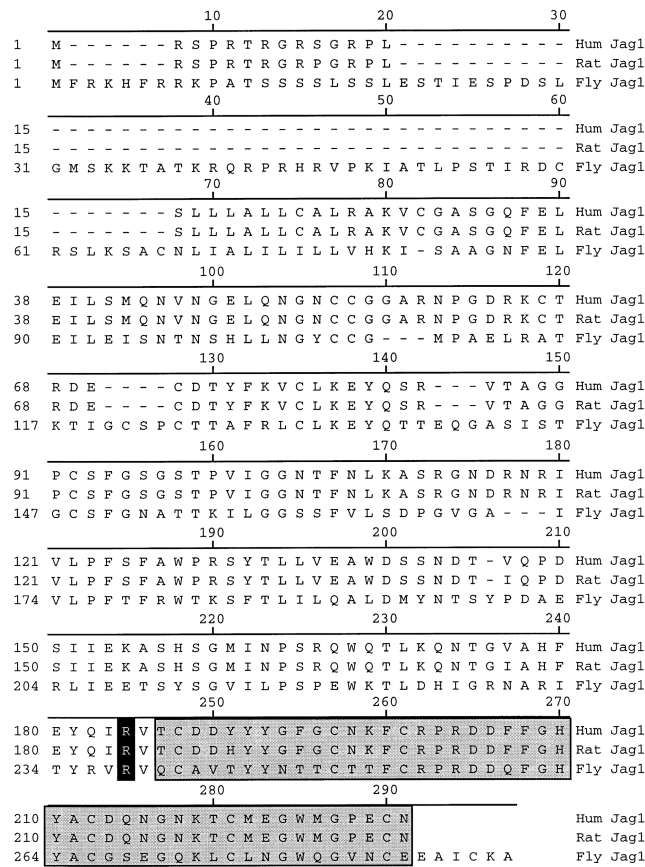 10 20 30
1 M - - - - - - R S P R T R G R S G R P L - - - - - - - - - - Hum Jag1
1 M - - - - - - R S P R T R G R P G R P L - - - - - - - - - - Rat Jag1
1 M F R K H F R R K P A T S S S S L S S L E S T I E S P D S L Fly Jag1
40 50 60
15 - - - - - - - - - - - - - - - - - - - - - - - - - - - - - - Hum Jag1
15 - - - - - - - - - - - - - - - - - - - - - - - - - - - - - - Rat Jag1
31 G M S K K T A T K R Q R P R H R V P K I A T L P S T I R D C Fly Jag1
70 80 90
15 - - - - - - - S L L L A L L C A L R A K V C G A S G Q F E L Hum Jag1
15 - - - - - - - S L L L A L L C A L R A K V C G A S G Q F E L Rat Jag1
61 R S L K S A C N L I A L I L I L L V H K I - S A A G N F E L Fly Jag1
100 110 120
38 E I L S M Q N V N G E L Q N G N C C G G A R N P G D R K C T Hum Jag1
38 E I L S M Q N V N G E L Q N G N C C G G A R N P G D R K C T Rat Jag1
90 E I L E I S N T N S H L L N G Y C C G - - - M P A E L R A T Fly Jag1
130 140 150
68 R D E - - - - C D T Y F K V C L K E Y Q S R - - - V T A G G Hum Jag1
68 R D E - - - - C D T Y F K V C L K E Y Q S R - - - V T A G G Rat Jag1
117 K T I G C S P C T T A F R L C L K E Y Q T T E Q G A S I S T Fly Jag1
160 170 180
91 P C S F G S G S T P V I G G N T F N L K A S R G N D R N R I Hum Jag1
91 P C S F G S G S T P V I G G N T F N L K A S R G N D R N R I Rat Jag1
147 G C S F G N A T T K I L G G S S F V L S D P G V G A - - - I Fly Jag1
190 200 210
121 V L P F S F A W P R S Y T L L V E A W D S S N D T - V Q P D Hum Jag1
121 V L P F S F A W P R S Y T L L V E A W D S S N D T - I Q P D Rat Jag1
174 V L P F T F R W T K S F T L I L Q A L D M Y N T S Y P D A E Fly Jag1
220 230 240
150 S I I E K A S H S G M I N P S R Q W Q T L K Q N T G V A H F Hum Jag1
150 S I I E K A S H S G M I N P S R Q W Q T L K Q N T G I A H F Rat Jag1
204 R L I E E T S Y S G V I L P S P E W K T L D H I G R N A R I Fly Jag1
250 260 270
180 E Y Q I R V T C D D Y Y Y G F G C N K F C R P R D D F F G H Hum Jag1
180 E Y Q I R V T C D D H Y Y G F G C N K F C R P R D D F F G H Rat Jag1
234 T Y R V R V Q C A V T Y Y N T T C T T F C R P R D D Q F G H Fly Jag1
280 290
210 Y A C D Q N G N K T C M E G W M G P E C N Hum Jag1
210 Y A C D Q N G N K T C M E G W M G P E C N Rat Jag1
264 Y A C G S E G Q K L C L N G W Q G V N C E E A I C K A Fly Jag1